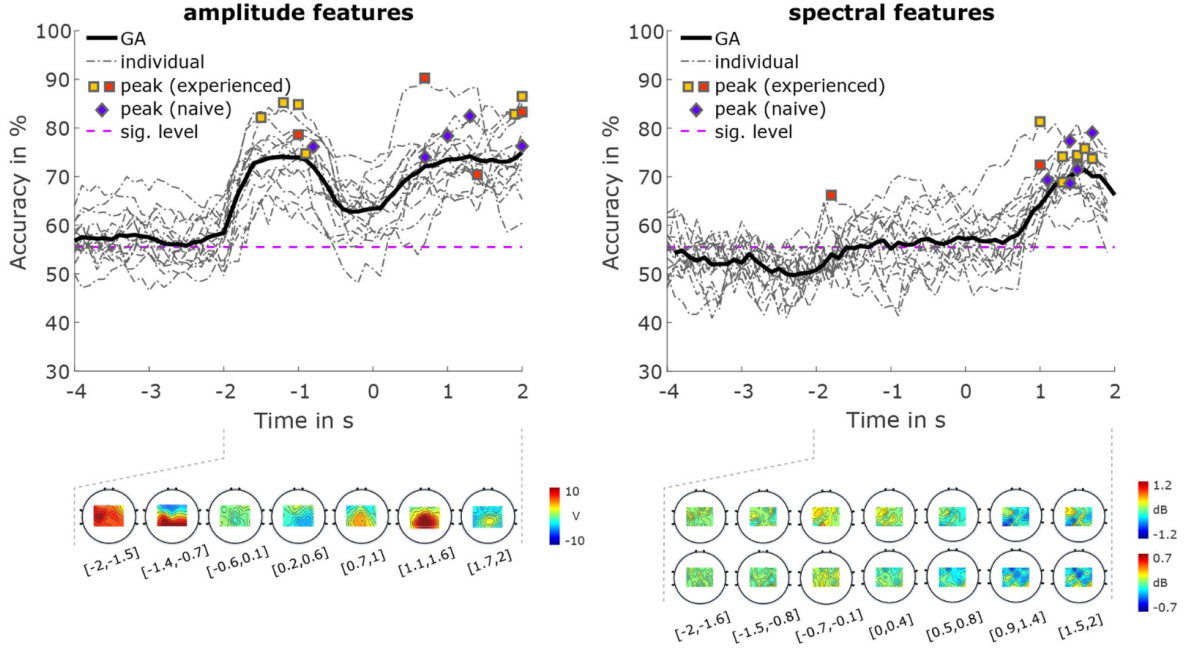 amplitude features
100
90
80
70
60
50
40
30
Accuracy in %
GA
individual
peak (experienced)
peak (naive)
sig. level
-4
-3
-2
-1
0
1
2
Time in s
10
V
-10
[-2,-1.5]
[-1.4,-0.7]
[-0.6,0.1]
[0.2,0.6]
[0.7,1]
[1.1,1.6]
[1.7,2]
spectral features
100
90
80
70
60
50
40
30
Accuracy in %
GA
individual
peak (experienced)
peak (naive)
sig. level
-4
-3
-2
-1
0
1
2
Time in s
1.2
dB
-1.2
0.7
dB
-0.7
[-2,-1.6]
[-1.5,-0.8]
[-0.7,-0.1]
[0,0.4]
[0.5,0.8]
[0.9,1.4]
[1.5,2]